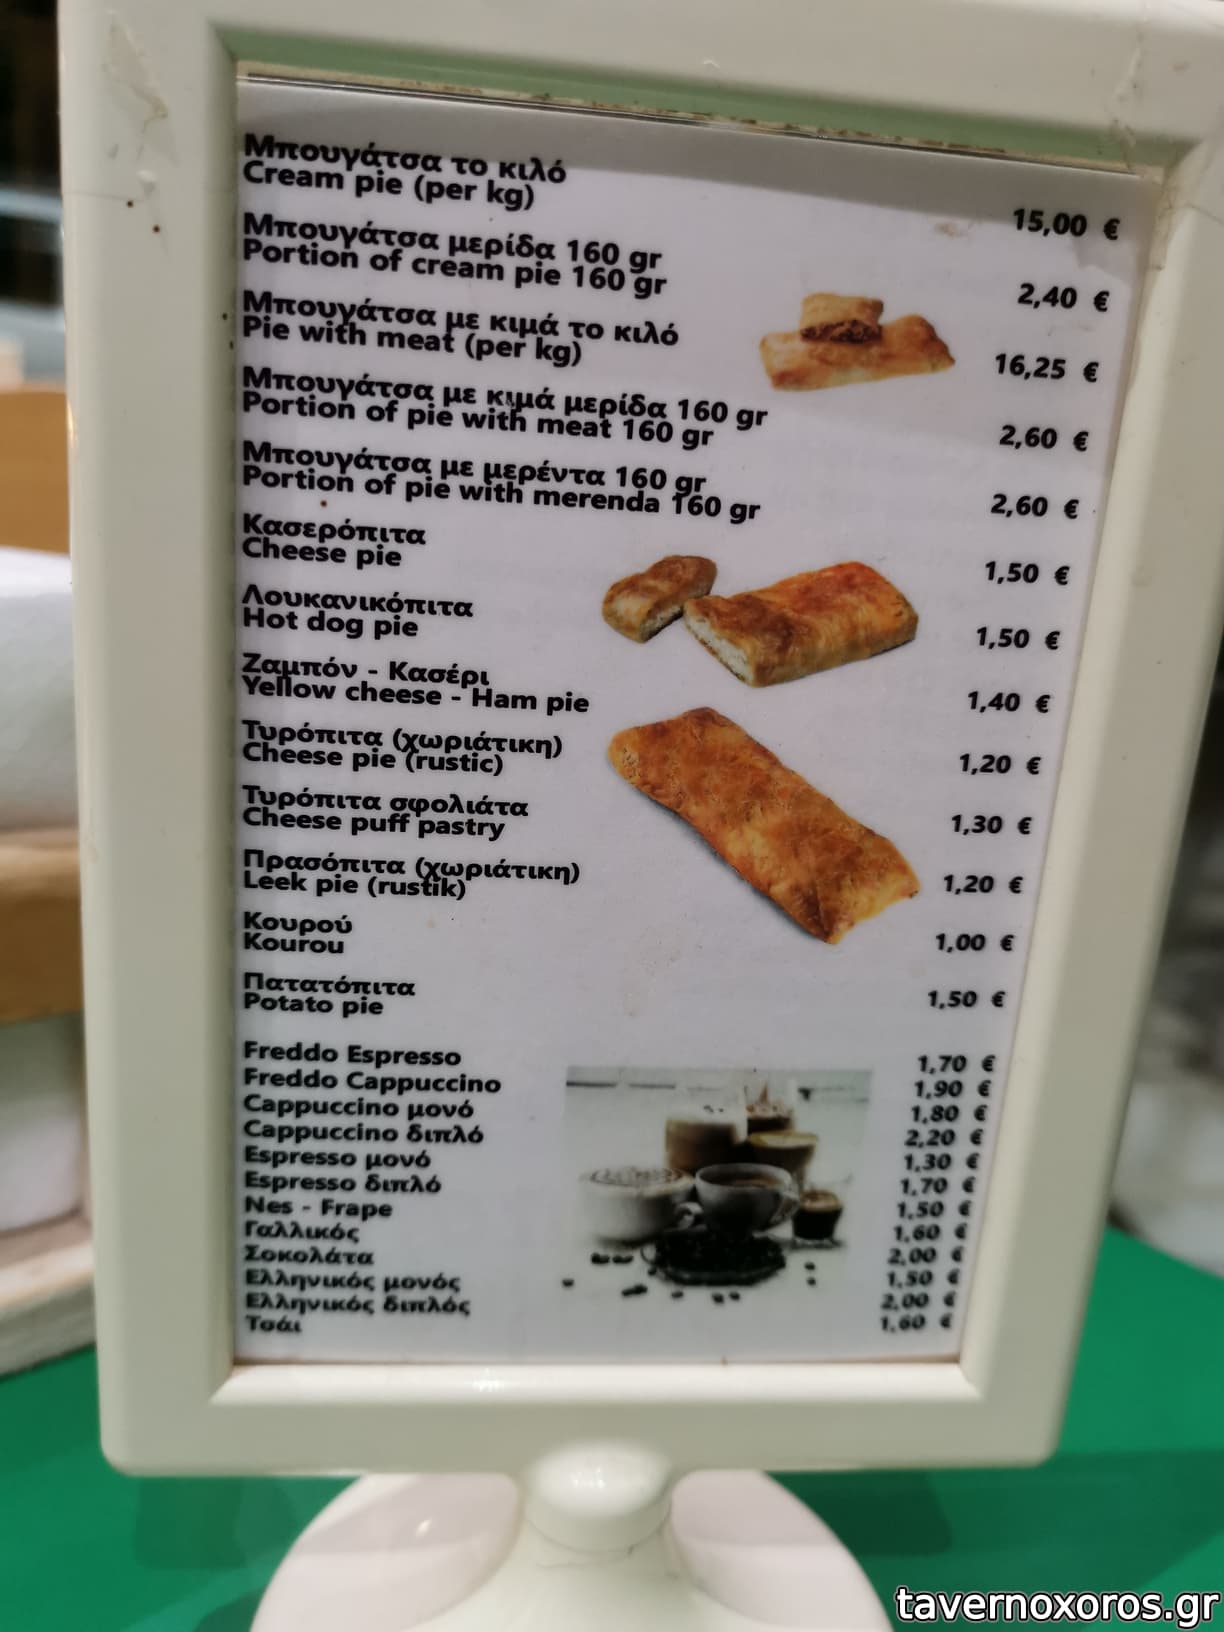 Μπουγάτσα το κιλό
Cream pie (per kg)
15,00 €
Μπουγάτσα μερίδα 160 gr
Portion of cream pie 160 gr
2,40 €
Μπουγάτσα με κιμά το κιλό
Pie with meat (per kg)
16,25 €
Μπουγάτσα με κιμά μερίδα 160 gr
Portion of pie with meat 160 gr
2,60 €
Μπουγάτσα με μερέντα 160 gr
Portion of pie with merenda 160 gr
2,60 €
Κασερόπιτα
Cheese pie
1,50 €
Λουκανικόπιτα
Hot dog pie
1,50 €
Ζαμπόν - Κασέρι
Yellow cheese - Ham pie
1,40 €
Τυρόπιτα (χωριάτικη)
Cheese pie (rustic)
1,20 €
Τυρόπιτα σφολιάτα
Cheese puff pastry
1,30 €
Πρασόπιτα (χωριάτικη)
Leek pie (rustik)
1,20 €
Κουρού
Kourou
1,00 €
Πατατόπιτα
Potato pie
1,50 €
Freddo Espresso 1,70 €
Freddo Cappuccino 1,90 €
Cappuccino μονό 1,80 €
Cappuccino διπλό 2,20 €
Espresso μονό 1,30 €
Espresso διπλό 1,70 €
Nes - Frape 1,50 €
Γαλλικός 1,60 €
Σοκολάτα 2,00 €
Ελληνικός μονός 1,50 €
Ελληνικός διπλός 2,00 €
Τσάι 1,60 €
tavernoxoros.gr